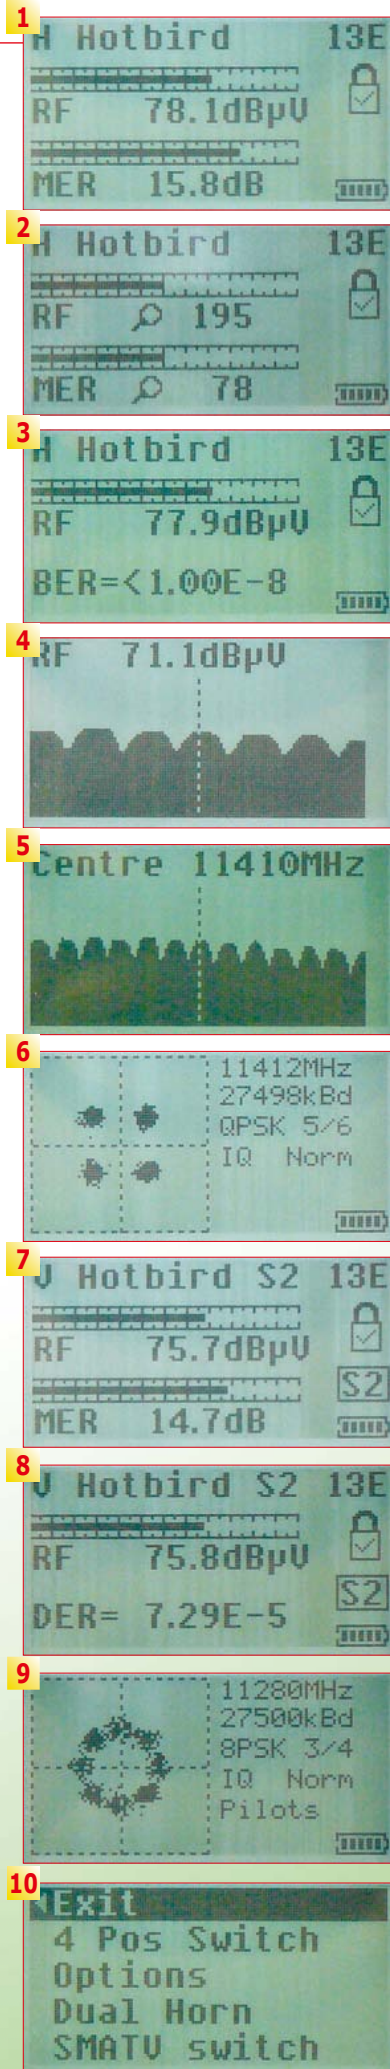 1
H Hotbird 13E
RF 78.1dBµV
MER 15.8dB
2
H Hotbird 13E
RF 195
MER 78
3
H Hotbird 13E
RF 77.9dBµV
BER=<1.00E-8
4
RF 71.1dBµV
5
Centre 11410MHz
6
11412MHz
27498kBd
QPSK 5/6
IQ Norm
7
V Hotbird S2 13E
RF 75.7dBµV
S2
MER 14.7dB
8
V Hotbird S2 13E
RF 75.8dBµV
S2
DER= 7.29E-5
9
11280MHz
27500kBd
8PSK 3/4
IQ Norm
Pilots
10
Exit
4 Pos Switch
Options
Dual Horn
SMATV switch